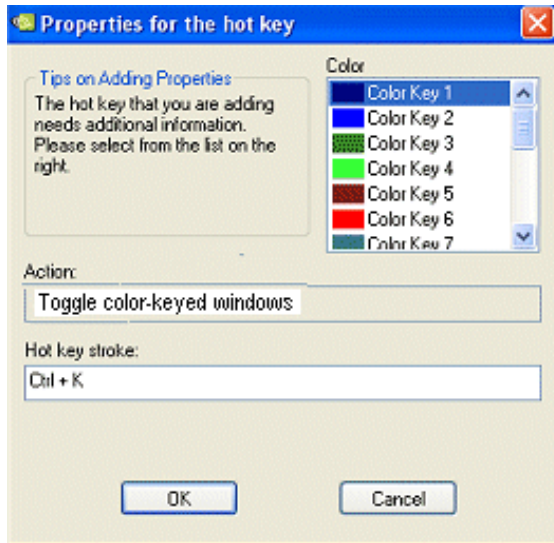 Properties for the hot key
Tips on Adding Properties
The hot key that you are adding
needs additional information.
Please select from the list on the
right.
Color
Color Key 1
Color Key 2
Color Key 3
Color Key 4
Color Key 5
Color Key 6
Color Key 7
Action:
Toggle color-keyed windows
Hot key stroke:
Ctrl + K
OK
Cancel